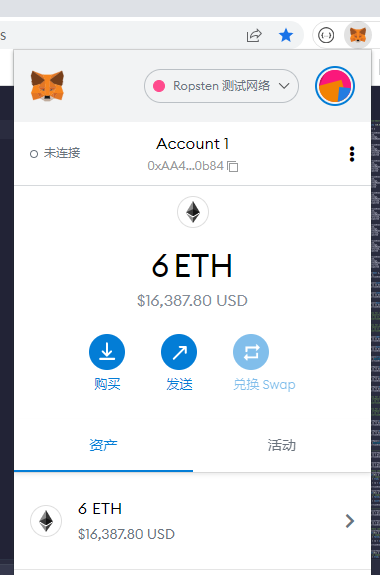 s
Ropsten 测试网络
未连接
Account 1
0xAA4...0b84
6 ETH
$16,387.80 USD
购买
发送
兑换 Swap
资产
活动
6 ETH
$16,387.80 USD